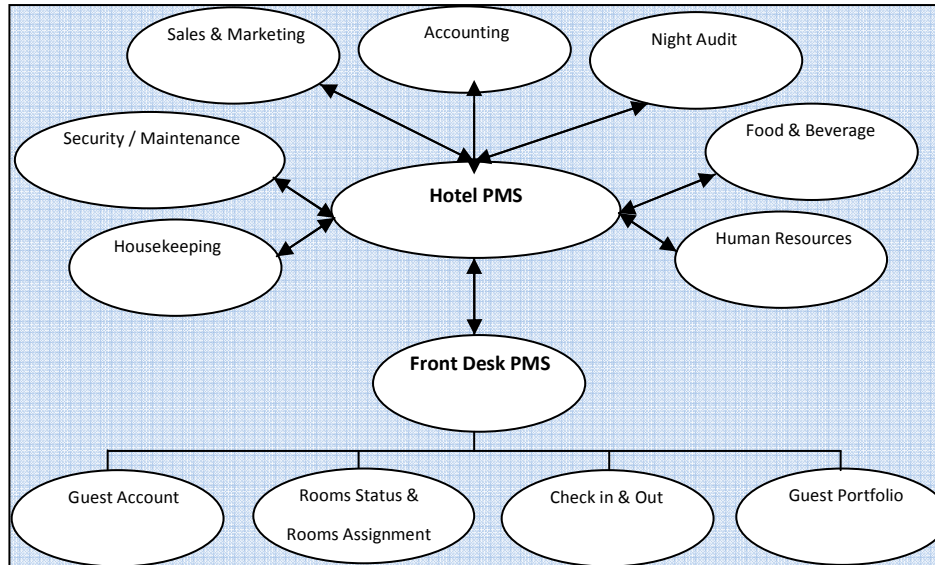 Sales & Marketing
Accounting
Night Audit
Security / Maintenance
Food & Beverage
Hotel PMS
Housekeeping
Human Resources
Front Desk PMS
Guest Account
Rooms Status &
Rooms Assignment
Check in & Out
Guest Portfolio